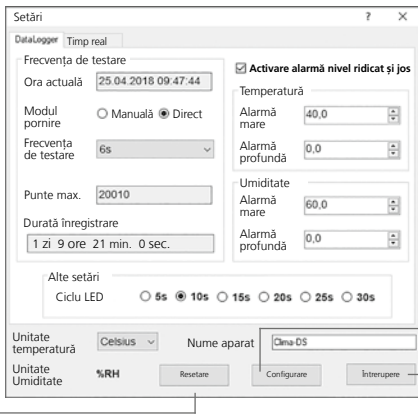 Setări ? ×
DataLogger Timp real
Frecvența de testare
Ora actuală 25.04.2018 09:47:44
Modul pornire Manuală Direct
Frecvența de testare 6s
Punte max. 20010
Durată înregistrare
1 zi 9 ore 21 min. 0 sec.
Activare alarmă nivel ridicat și jos
Temperatură
Alarmă mare 40,0
Alarmă profundă 0,0
Umiditate
Alarmă mare 60,0
Alarmă profundă 0,0
Alte setări
Ciclu LED 5s 10s 15s 20s 25s 30s
Unitate temperatură Celsius Nume aparat Clima-DS
Unitate Umiditate %RH Resetare Configurare Întrerupere